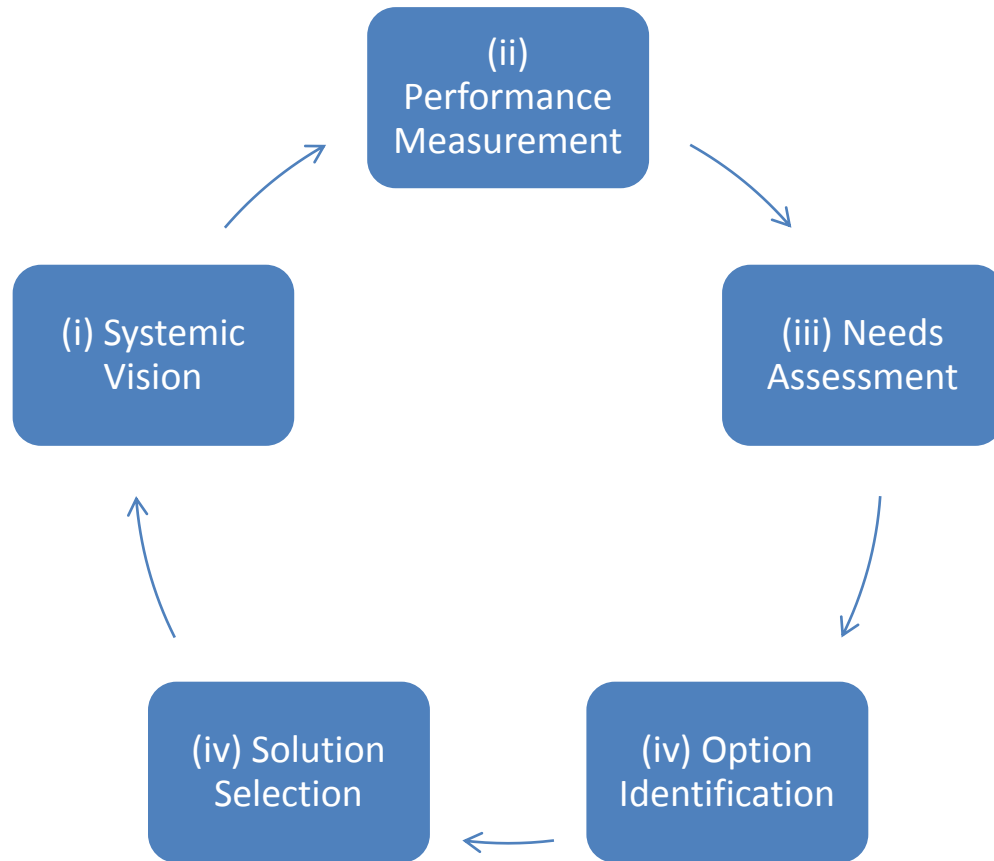 (ii)
Performance
Measurement
(i) Systemic
Vision
(iii) Needs
Assessment
(iv) Solution
Selection
(iv) Option
Identification